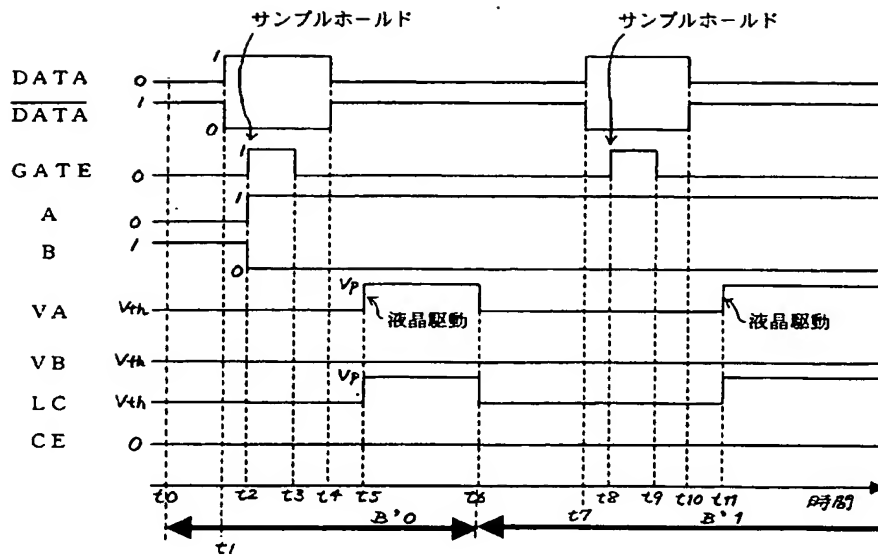 サンプルホールド サンプルホールド
1
DATA 0
DATA 1
0
1
GATE 0
1
A 0
B 1
0
VP
VA Vth 液晶駆動 液晶駆動
VB Vth
VP
LC Vth
CE 0
t0 t2 t3 t4 t5 t6 t7 t8 t9 t10 t11 時間
B'0 B'1
t1